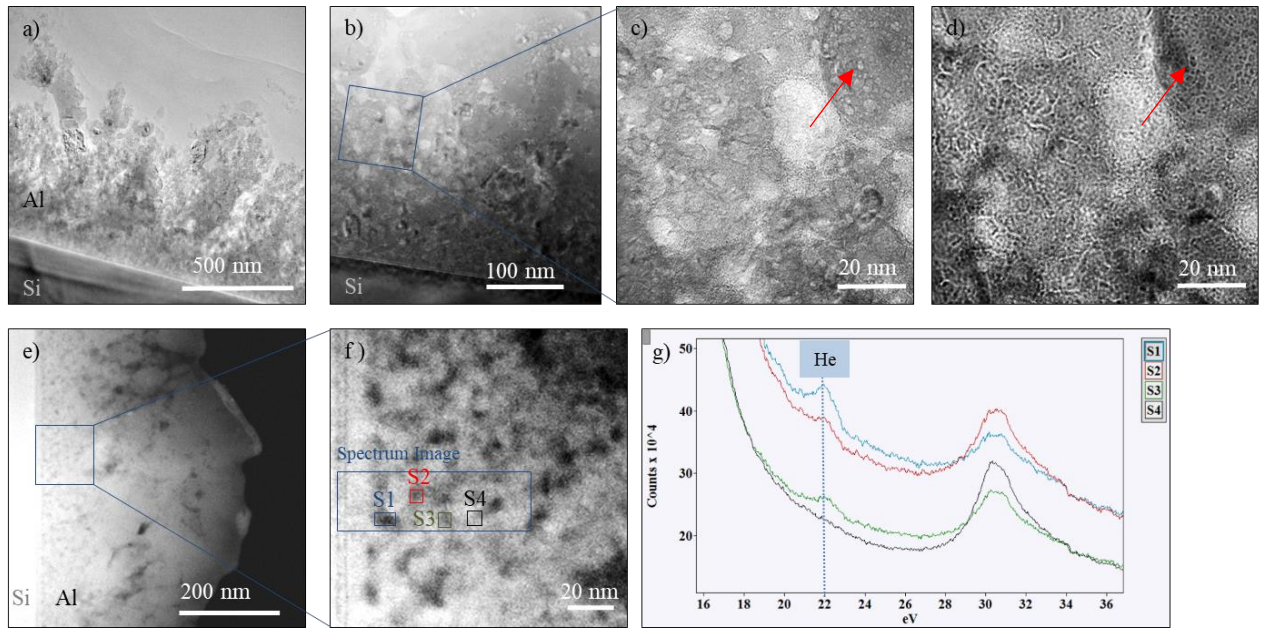 a)
Al
Si
500 nm
b)
Si
100 nm
c)
20 nm
d)
20 nm
e)
Si
Al
200 nm
f)
Spectrum Image
S2
S1
S4
S3
20 nm
g)
He
50
40
30
20
Counts x 10^4
16 18 20 22 24 26 28 30 32 34 36
eV
S1
S2
S3
S4